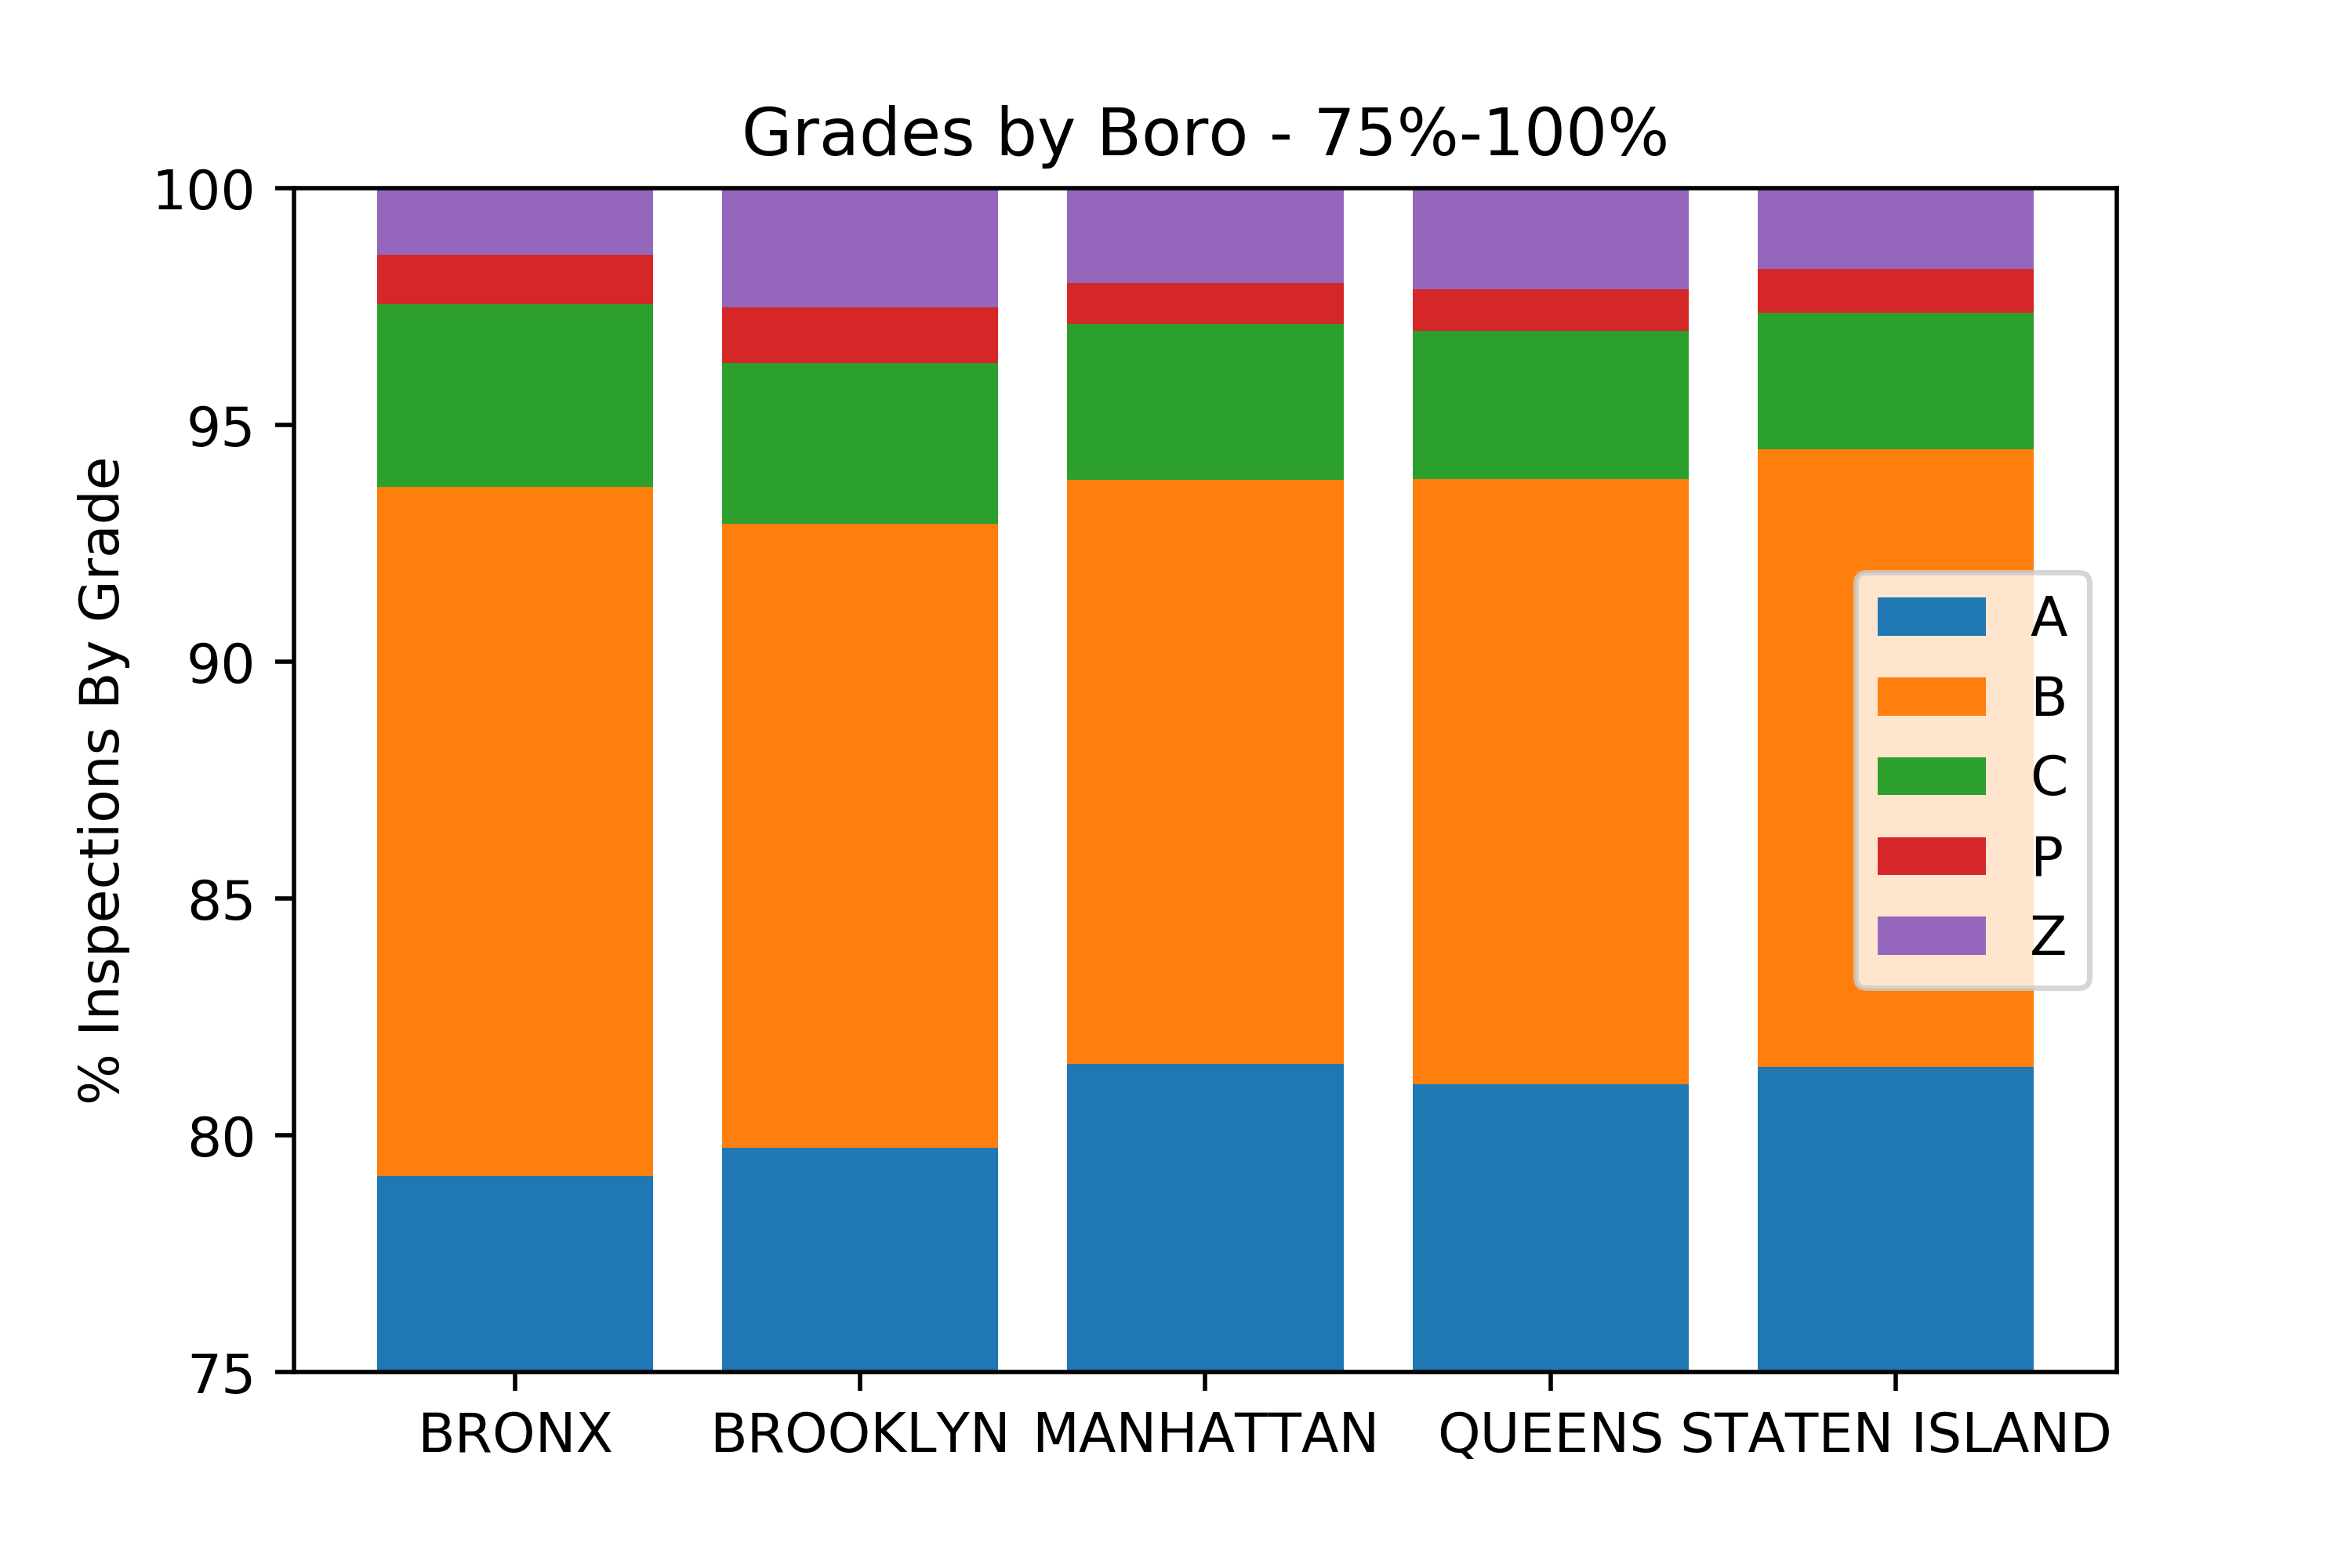 Grades by Boro - 75%-100%
% Inspections By Grade
100
95
90
85
80
75
A
B
C
P
Z
BRONX BROOKLYN MANHATTAN QUEENS STATEN ISLAND